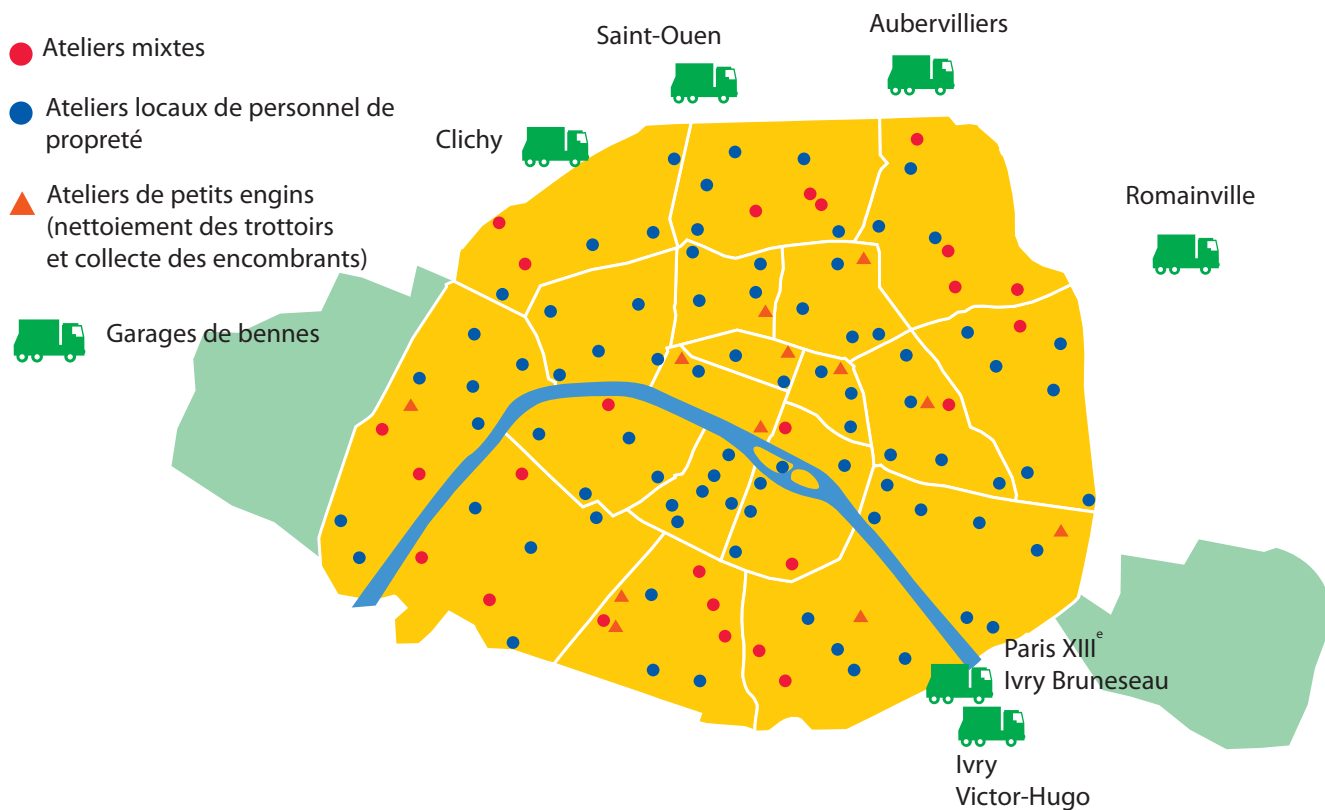 Ateliers mixtes
Ateliers locaux de personnel de
propreté
Ateliers de petits engins
(nettoiement des trottoirs
et collecte des encombrants)
Garages de bennes
Saint-Ouen
Aubervilliers
Clichy
Romainville
Paris XIIIe
Ivry Bruneseau
Ivry
Victor-Hugo